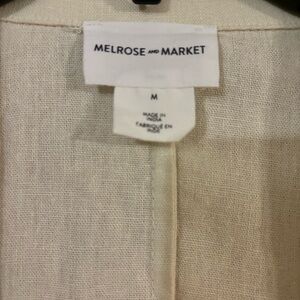 MELROSE AND MARKET
M
MADE IN
INDIA
FABRIQUÉ EN
INDE